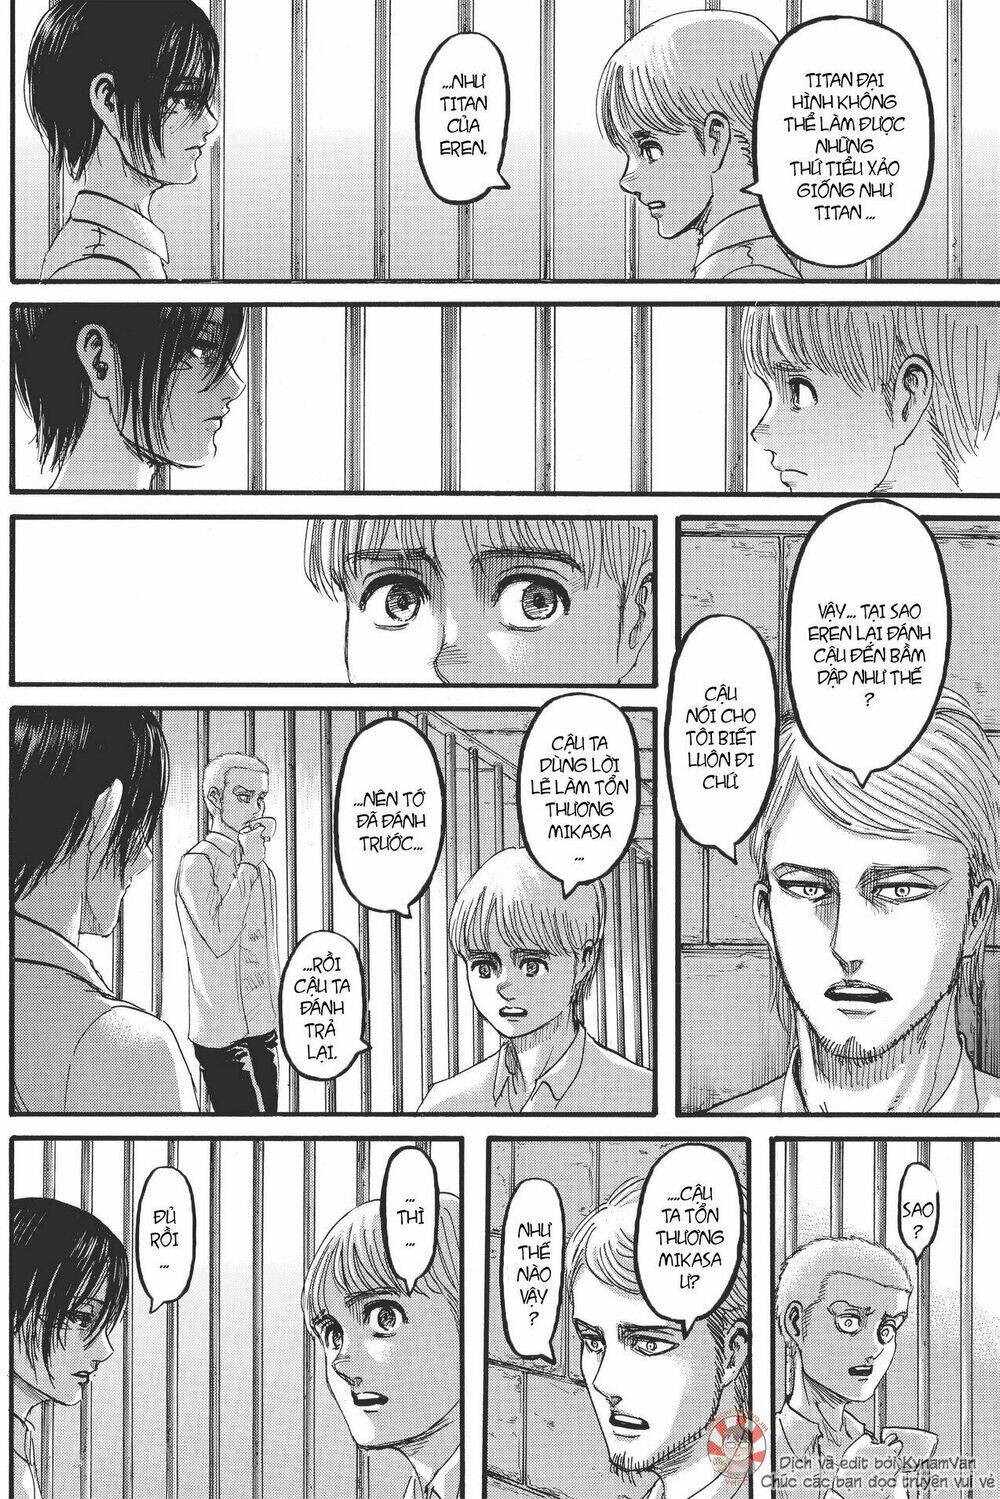 TITAN ĐẠI
HÌNH KHÔNG
THỂ LÀM ĐƯỢC
NHỮNG
THỨ TIỂU XẢO
GIỐNG NHƯ
TITAN ...
...NHƯ
TITAN
CỦA
EREN.
VẬY... TẠI SAO
EREN LẠI ĐÁNH
CẬU ĐẾN BẦM
DẬP NHƯ THẾ
?
CẬU
NÓI CHO
TÔI BIẾT
LUÔN ĐI
CHỨ
CẬU TA
DÙNG LỜI
LẼ LÀM TỔN
THƯƠNG
MIKASA
...
...NÊN TỚ
ĐÃ ĐÁNH
TRƯỚC...
...RỒI
CẬU TA
ĐÁNH
TRẢ
LẠI.
SAO
?
....CẬU
TA TỔN
THƯƠNG
MIKASA
Ư?
NHƯ
THẾ
NÀO
VẬY
?
...
THÌ
...
ĐỦ
RỒI
...
Dịch và edit bởi KynamVan
Chúc các bạn đọc truyện vui vẻ